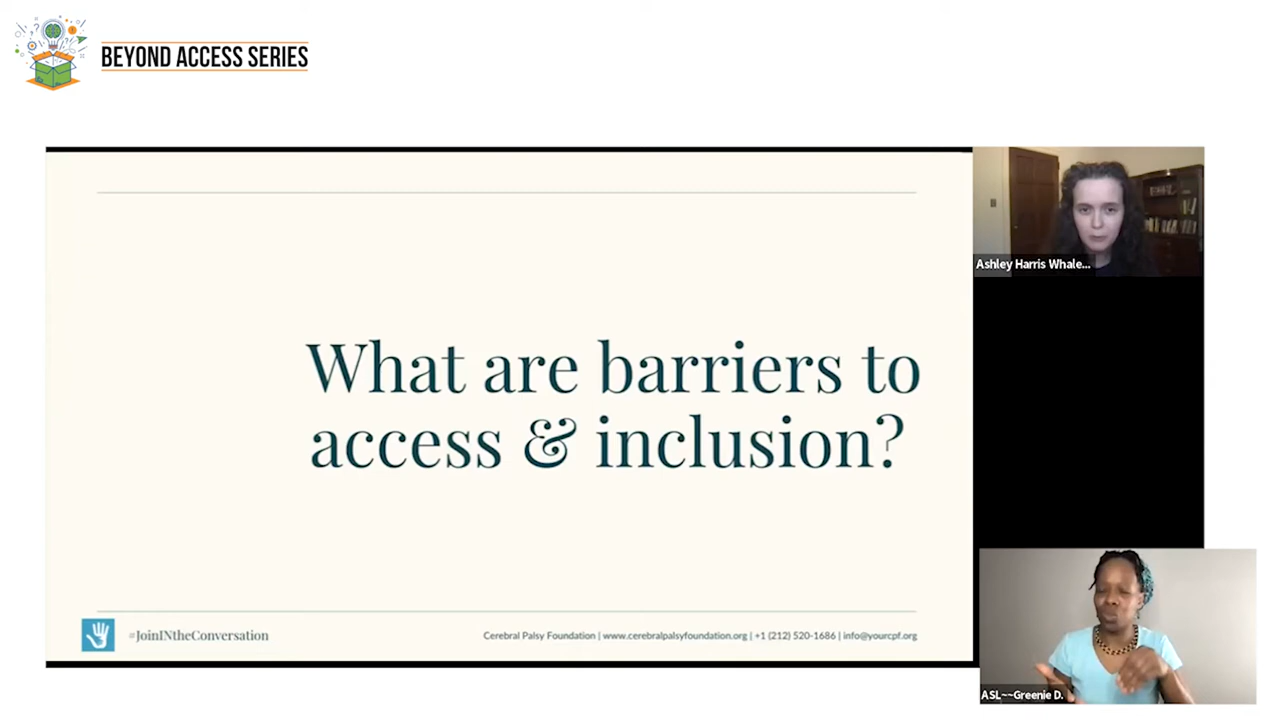 BEYOND ACCESS SERIES
What are barriers to
access & inclusion?
#JoinINtheConversation
Cerebral Palsy Foundation | www.cerebralpalsyfoundation.org | +1 (212) 520-1686 | info@yourcpf.org
Ashley Harris Whale...
ASL~~Greenie D.